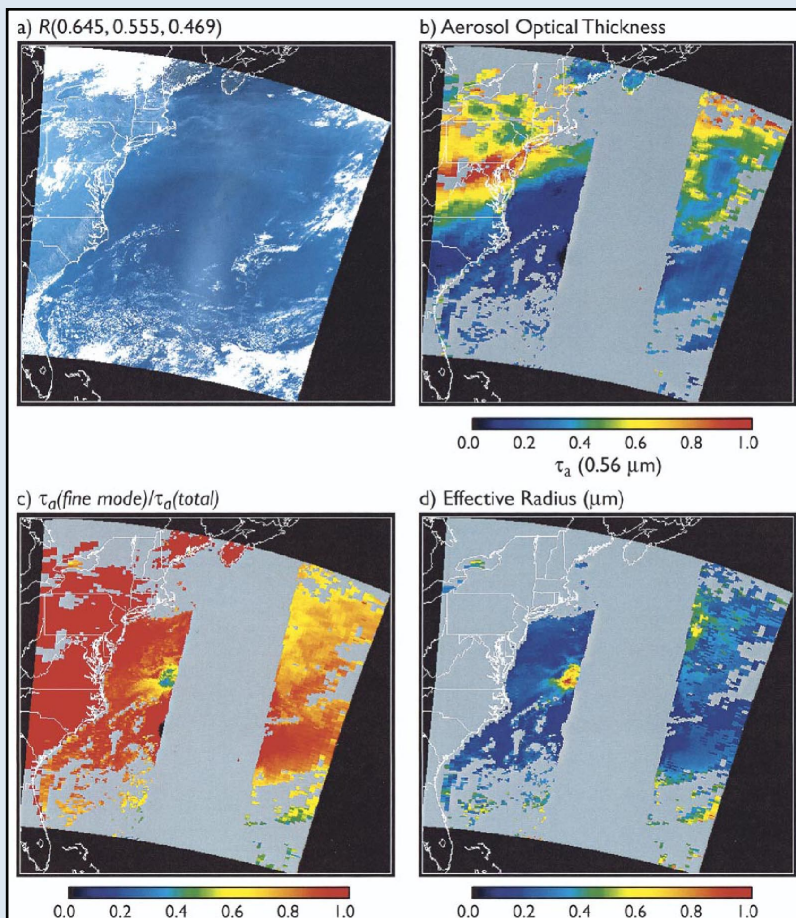 a) R(0.645, 0.555, 0.469)
b) Aerosol Optical Thickness
0.0 0.2 0.4 0.6 0.8 1.0
τa (0.56 μm)
c) τa(fine mode)/τa(total)
d) Effective Radius (μm)
0.0 0.2 0.4 0.6 0.8 1.0
0.0 0.2 0.4 0.6 0.8 1.0